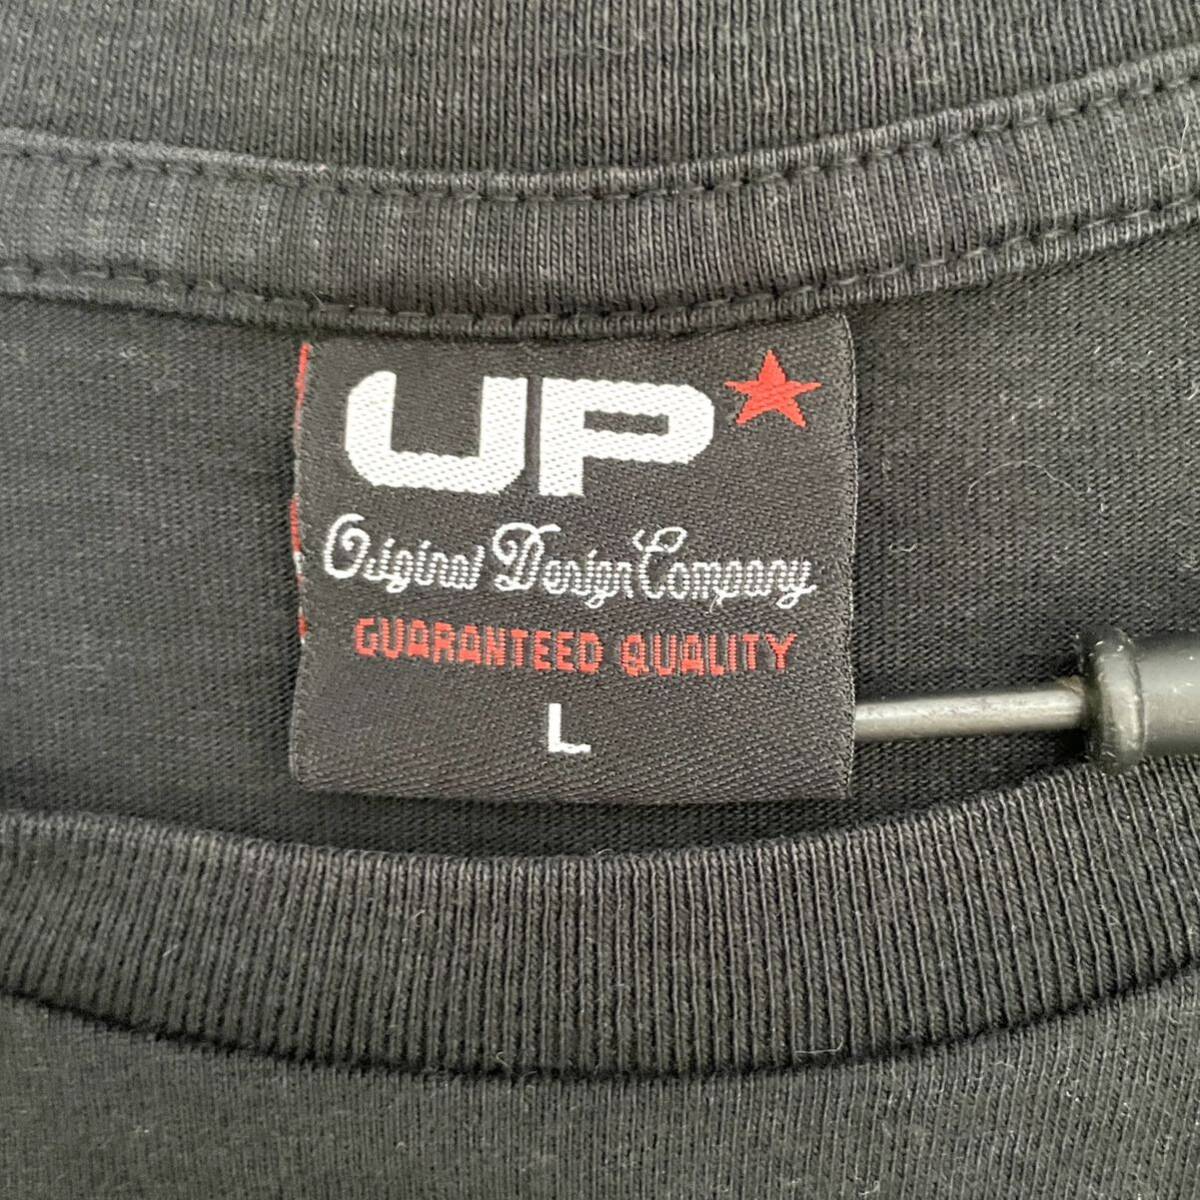 UP
Original Design Company
GUARANTEED QUALITY
L